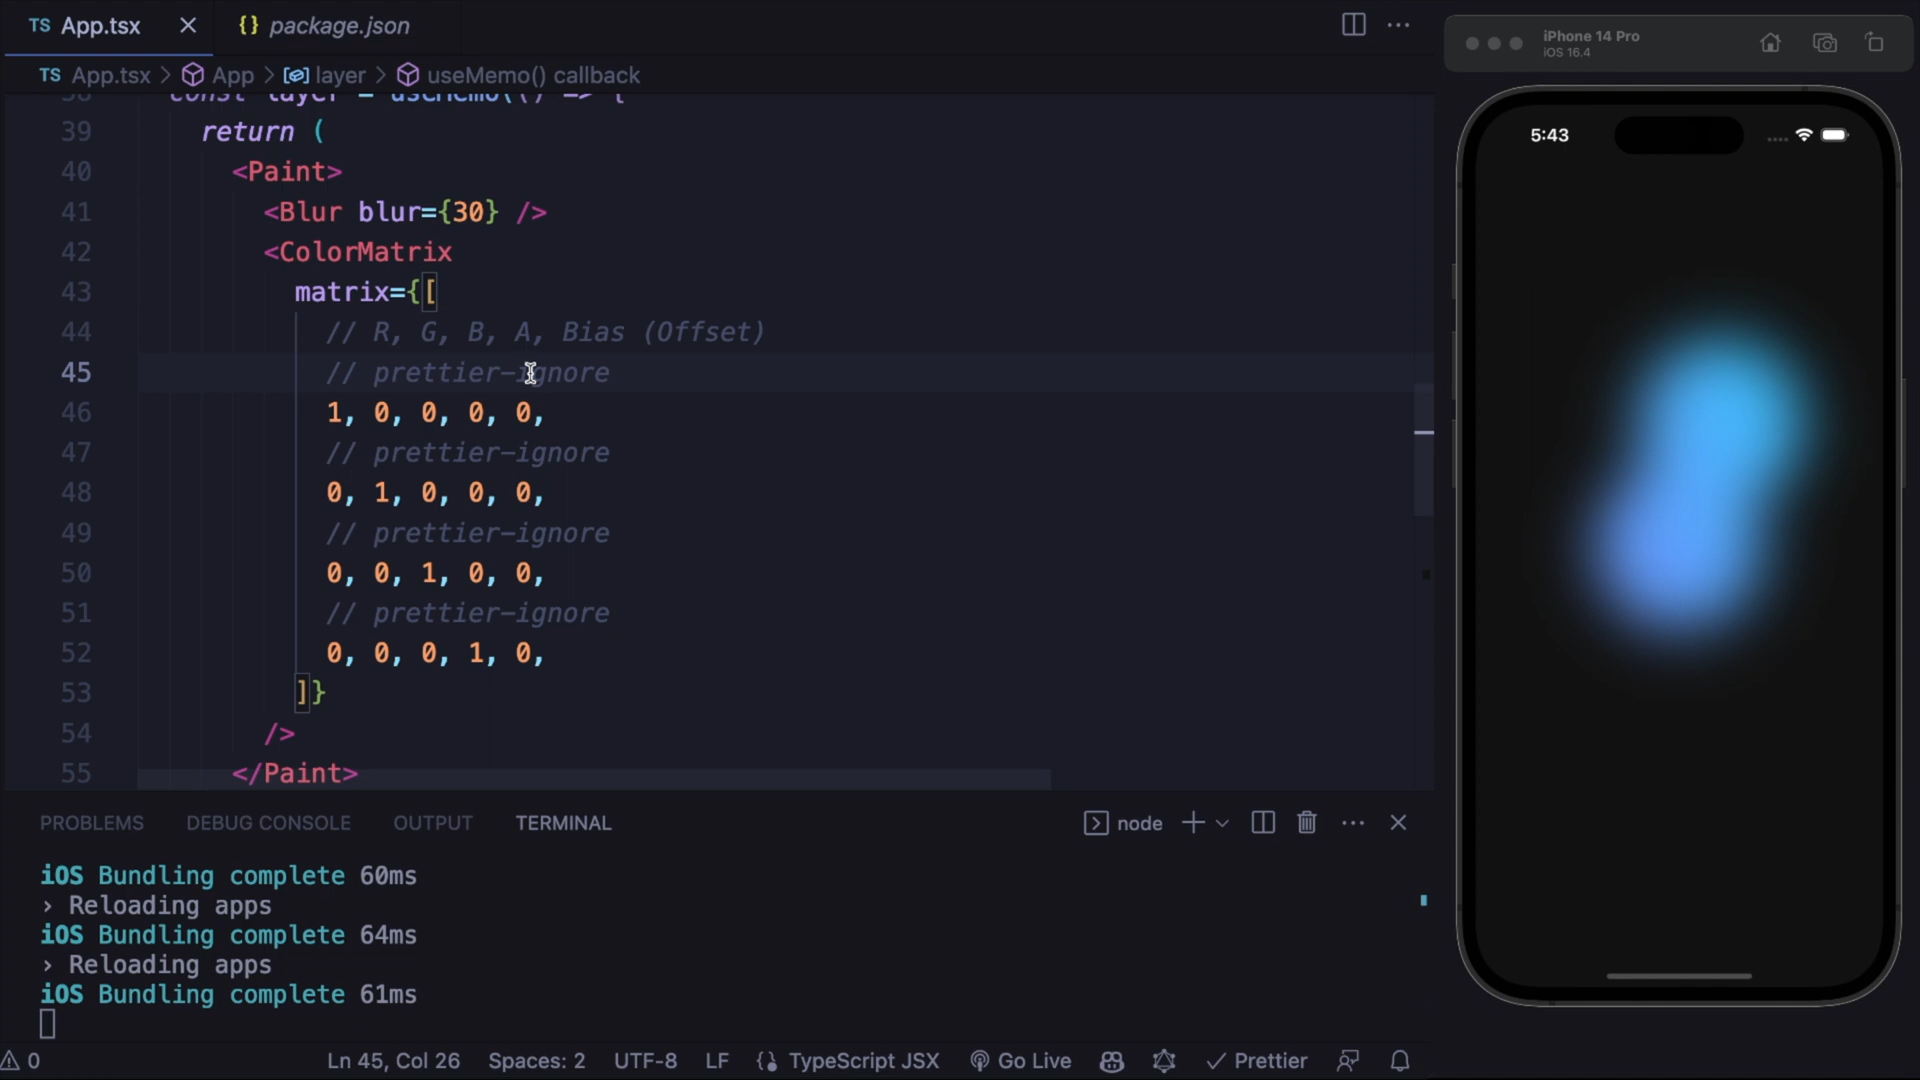 TS App.tsx
{} package.json
TS App.tsx > App > layer > useMemo() callback
38 const layer = useMemo(() => {
39 return (
40 <Paint>
41 <Blur blur={30} />
42 <ColorMatrix
43 matrix={[
44 // R, G, B, A, Bias (Offset)
45 // prettier-ignore
46 1, 0, 0, 0, 0,
47 // prettier-ignore
48 0, 1, 0, 0, 0,
49 // prettier-ignore
50 0, 0, 1, 0, 0,
51 // prettier-ignore
52 0, 0, 0, 1, 0,
53 ]}
54 />
55 </Paint>
PROBLEMS DEBUG CONSOLE OUTPUT TERMINAL
node
iOS Bundling complete 60ms
› Reloading apps
iOS Bundling complete 64ms
› Reloading apps
iOS Bundling complete 61ms
0 Ln 45, Col 26 Spaces: 2 UTF-8 LF {} TypeScript JSX Go Live Prettier
iPhone 14 Pro
iOS 16.4
5:43